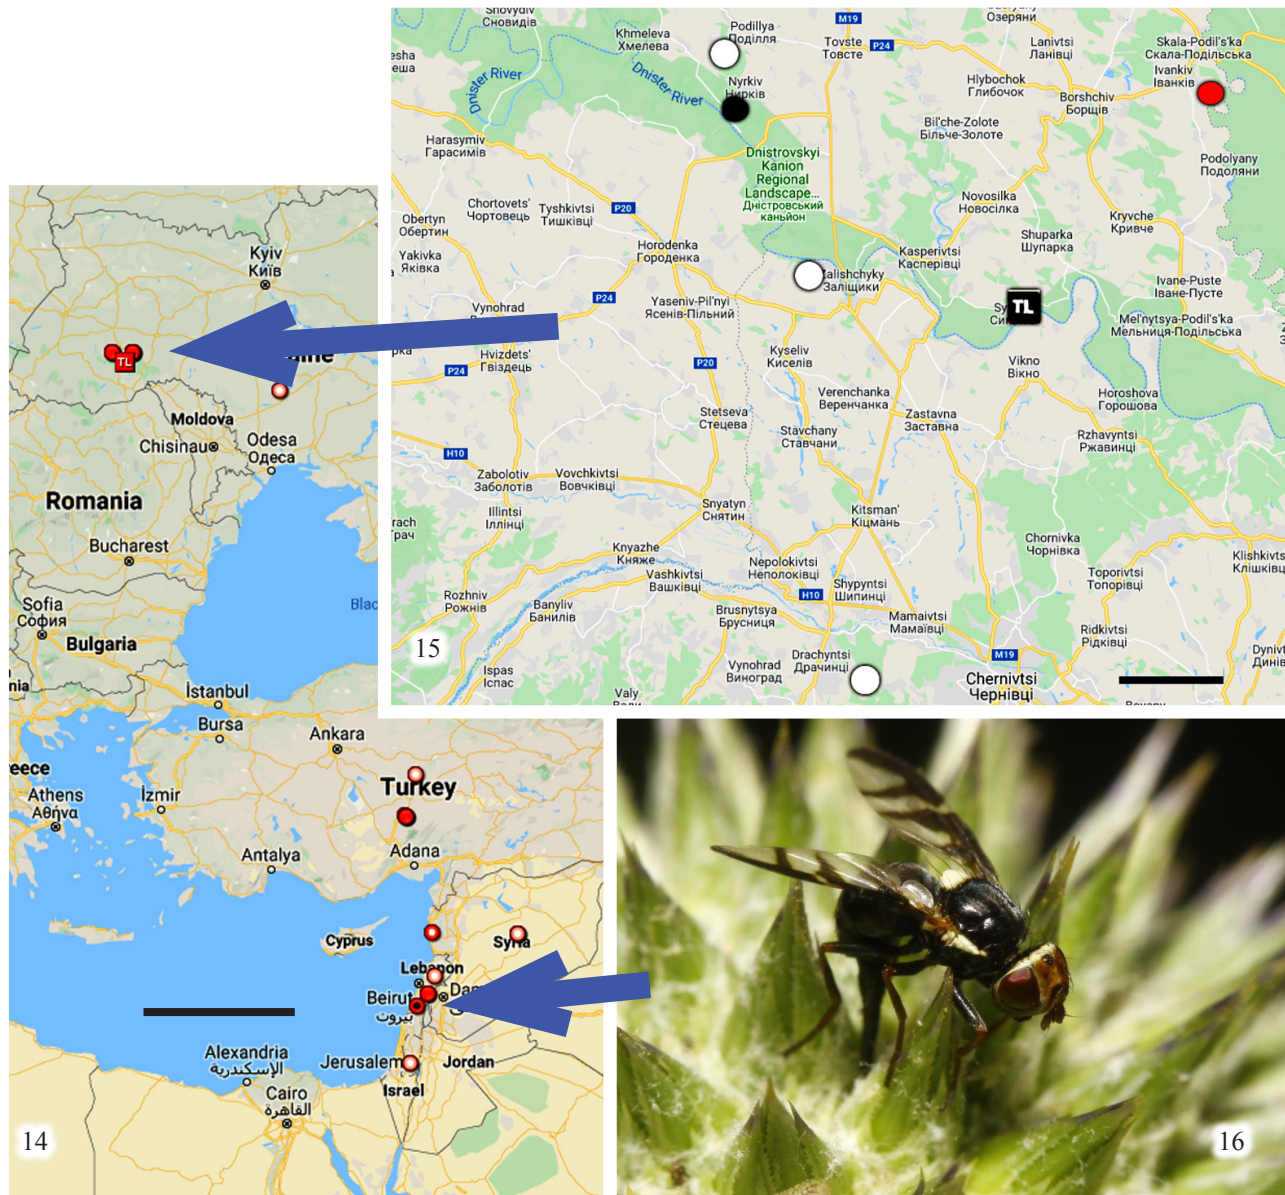 Shovydiv
Сновидів
Khmeleva
Хмелева
Podillya
Поділля
M19
Tovste
Товсте
P24
Озеряни
Lanivtsi
Ланівці
Skala-Podil's'ka
Скала-Подільська
Ivankiv
Іванків
Dnister River
Dnister River
Nyrkiv
Нирків
Hlybochok
Глибочок
Borshchiv
Борщів
Harasymiv
Гарасимів
Bil'che-Zolote
Більче-Золоте
Dnistrovskyi
Kanion
Regional
Landscape...
Дністровський
каньйон
Podolyany
Подоляни
Chortovets'
Чортовець
Tyshkivtsi
Тишківці
P20
Novosilka
Новосілка
Obertyn
Обертин
Kryvche
Кривче
Yakivka
Яківка
Horodenka
Городенка
Kasperivtsi
Касперівці
Shuparka
Шупарка
Zalishchyky
Заліщики
Ivane-Puste
Іване-Пусте
Vynohrad
P24
Yaseniv-Pil'nyi
Ясенів-Пільний
TL
Mel'nytsya-Podil's'ka
Мельниця-Подільська
Hvizdets'
Гвіздець
P24
P20
Kyseliv
Киселів
Vikno
Вікно
Verenchanka
Веренчанка
Horoshova
Горошова
Stetseva
Стецева
Zastavna
Заставна
Stavchany
Ставчани
Rzhavyntsi
Ржавинці
H10
Zabolotiv
Заболотів
Vovchkivtsi
Вовчківці
Snyatyn
Снятин
Kitsman'
Кіцмань
Illintsi
Іллінці
Chornivka
Чорнівка
Knyazhe
Княже
Nepolokivtsi
Неполоківці
Toporivtsi
Топорівці
Vashkivtsi
Вашківці
Shypyntsi
Шипинці
H10
Rozhniv
Рожнів
Banyliv
Банилів
Brusnytsya
Брусниця
Mamaivtsi
Мамаївці
Ridkivtsi
Рідківці
15
Ispas
Іспас
Drachyntsi
Драчинці
Vynohrad
Виноград
M19
Chernivtsi
Чернівці
Valy
Kyiv
Київ
TL
Moldova
Chisinau
Odesa
Одеса
Romania
Bucharest
Sofia
София
Bulgaria
İstanbul
Bursa
Ankara
Turkey
Athens
Αθήνα
İzmir
Antalya
Adana
Cyprus
Syria
Lebanon
Beirut
بيروت
Alexandria
الإسكندرية
Jerusalem
Jordan
Israel
Cairo
القاهرة
14
16